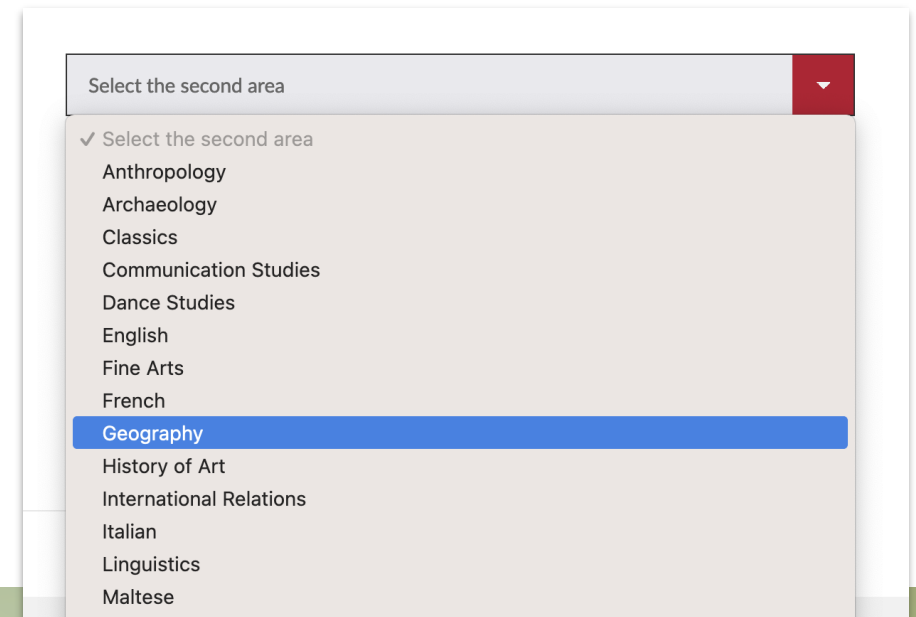 Select the second area
✓ Select the second area
Anthropology
Archaeology
Classics
Communication Studies
Dance Studies
English
Fine Arts
French
Geography
History of Art
International Relations
Italian
Linguistics
Maltese